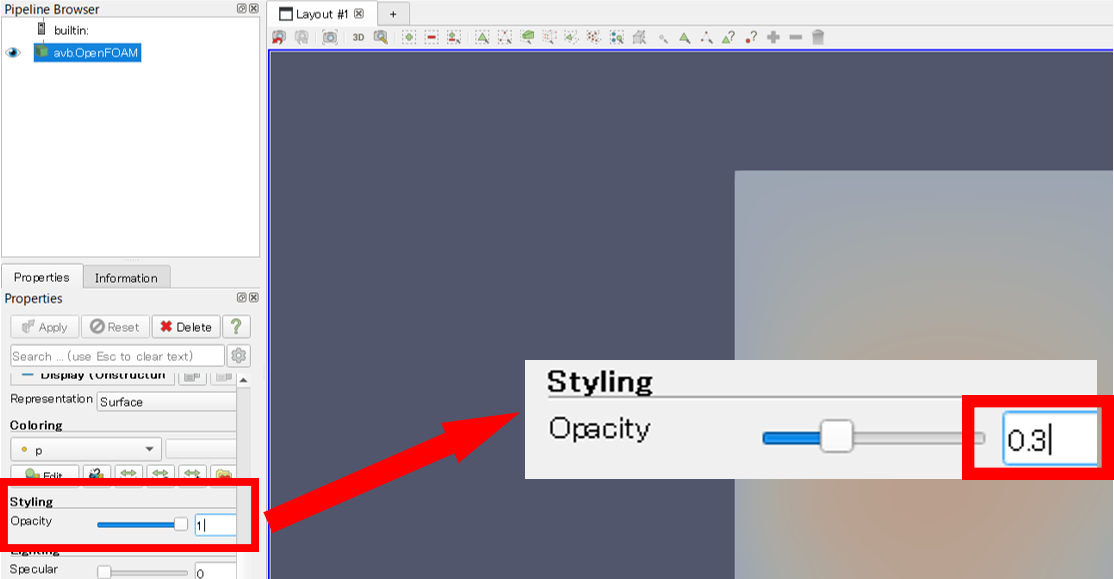 Pipeline Browser
builtin:
avb.OpenFOAM
Layout #1
+
3D
Properties
Information
Properties
Apply
Reset
Delete
?
Search ... (use Esc to clear text)
Display (Unstructuri
Representation
Surface
Coloring
p
Edit
Styling
Opacity
1
Lighting
Specular
0
Styling
Opacity
0.3